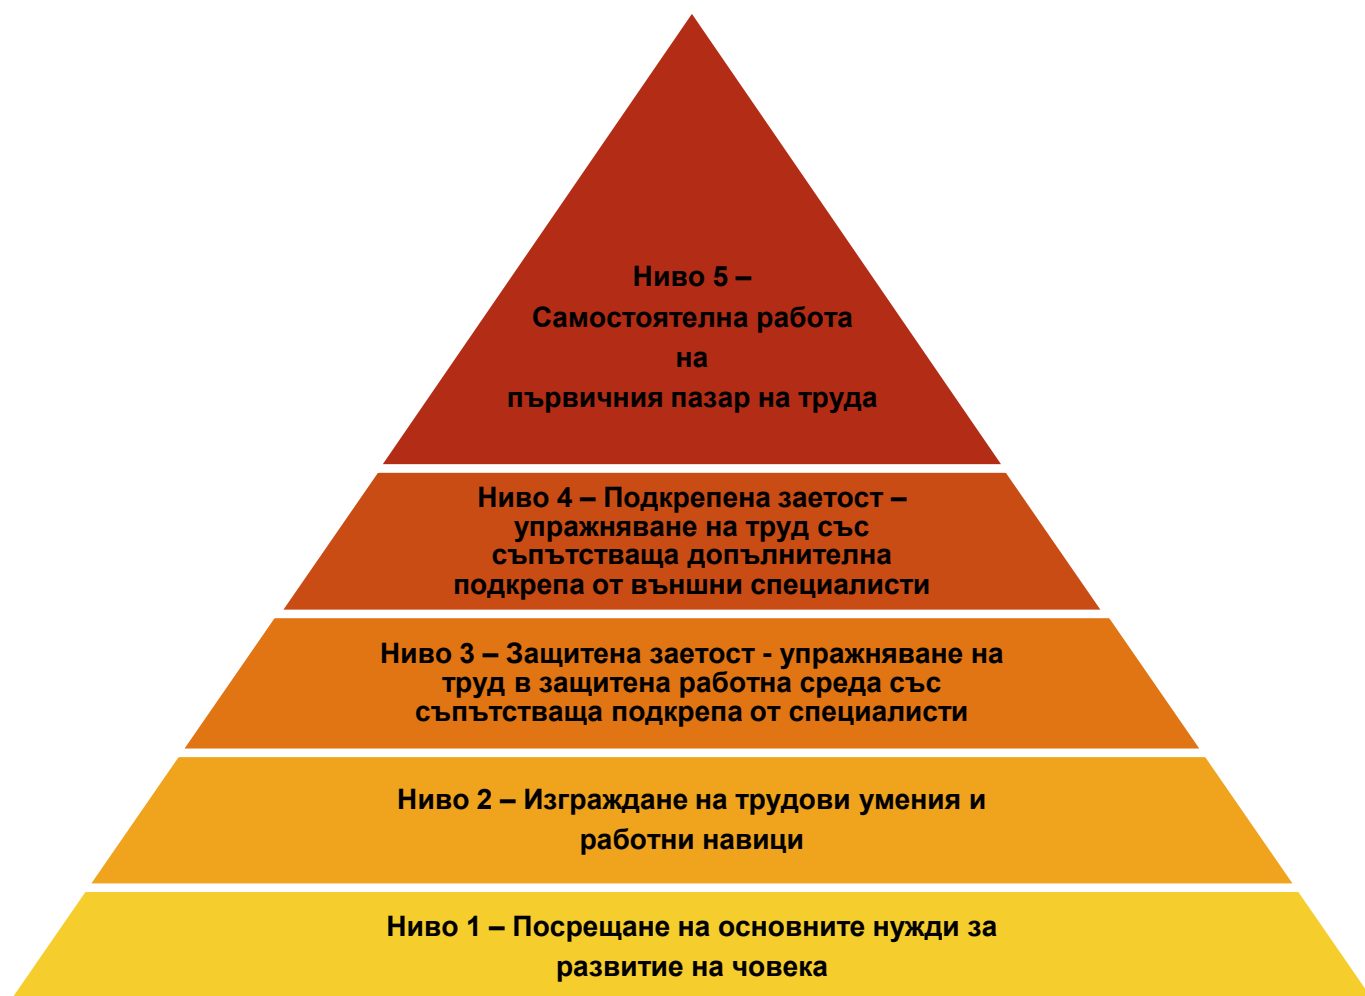 Ниво 5 –
Самостоятелна работа
на
първичния пазар на труда
Ниво 4 – Подкрепена заетост –
упражняване на труд със
съпътстваща допълнителна
подкрепа от външни специалисти
Ниво 3 – Защитена заетост - упражняване на
труд в защитена работна среда със
съпътстваща подкрепа от специалисти
Ниво 2 – Изграждане на трудови умения и
работни навици
Ниво 1 – Посрещане на основните нужди за
развитие на човека